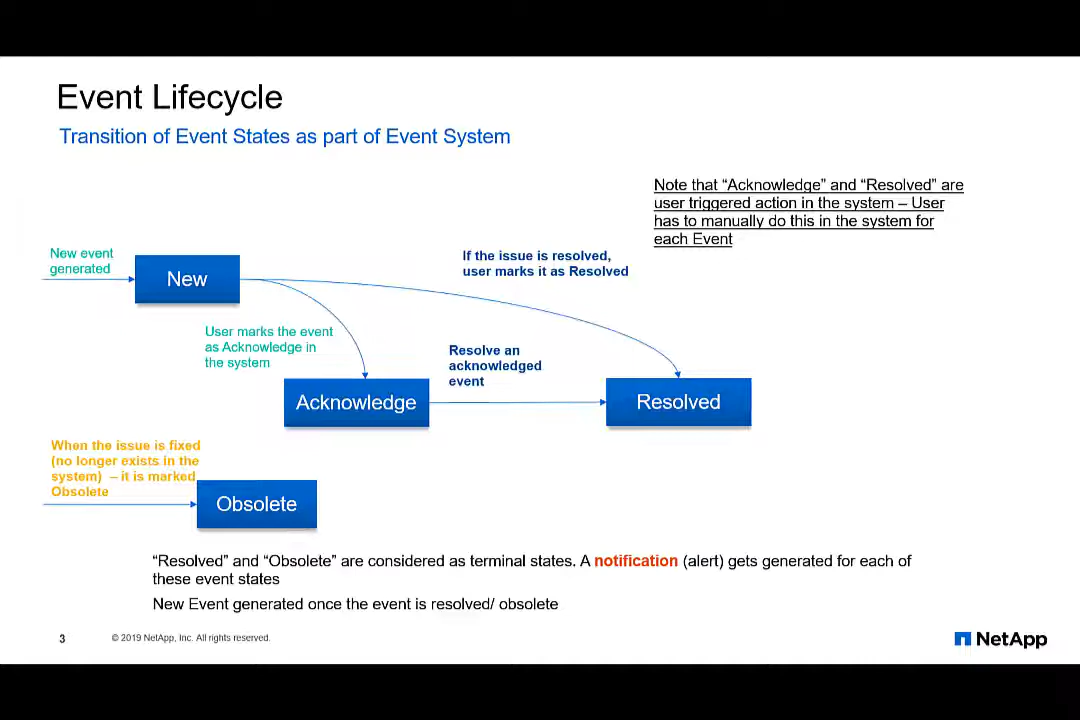 Event Lifecycle
Transition of Event States as part of Event System
Note that “Acknowledge” and “Resolved” are
user triggered action in the system – User
has to manually do this in the system for
each Event
New event
generated
New
If the issue is resolved,
user marks it as Resolved
User marks the event
as Acknowledge in
the system
Resolve an
acknowledged
event
Acknowledge
Resolved
When the issue is fixed
(no longer exists in the
system) – it is marked
Obsolete
Obsolete
“Resolved” and “Obsolete” are considered as terminal states. A notification (alert) gets generated for each of
these event states
New Event generated once the event is resolved/ obsolete
3
© 2019 NetApp, Inc. All rights reserved.
NetApp